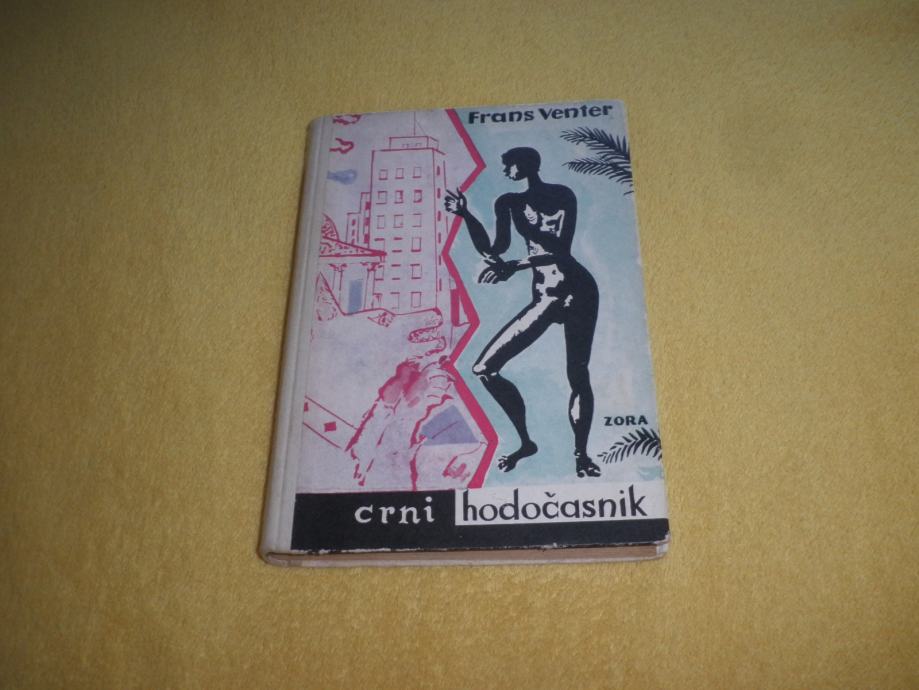 Frans Venter
ZORA
crni hodočasnik